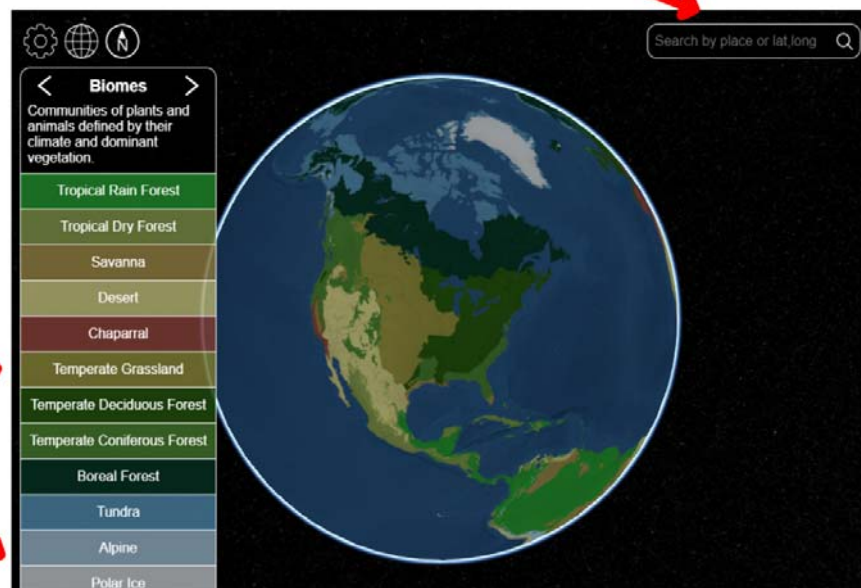 N
Search by place or lat,long
Biomes
Communities of plants and
animals defined by their
climate and dominant
vegetation.
Tropical Rain Forest
Tropical Dry Forest
Savanna
Desert
Chaparral
Temperate Grassland
Temperate Deciduous Forest
Temperate Coniferous Forest
Boreal Forest
Tundra
Alpine
Polar Ice